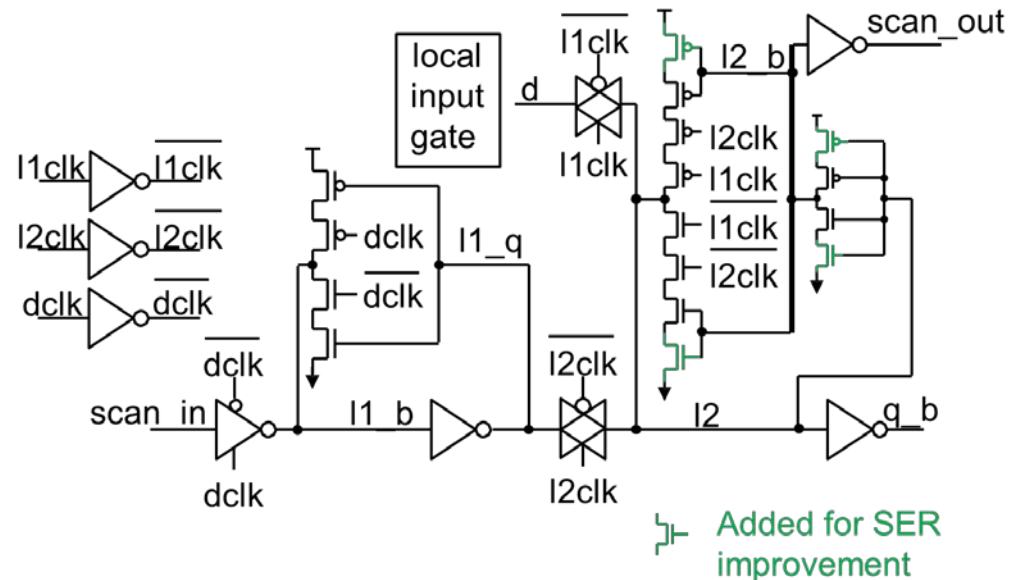 scan_out
l1clk
local
input
gate
d
l1clk
l2_b
l2clk
l1clk
l1clk
l2clk
l1clk
l1clk
l2clk
l2clk
dclk
dclk
dclk
dclk
l1_q
dclk
scan_in
dclk
l1_b
l2clk
l2clk
l2
q_b
Added for SER
improvement